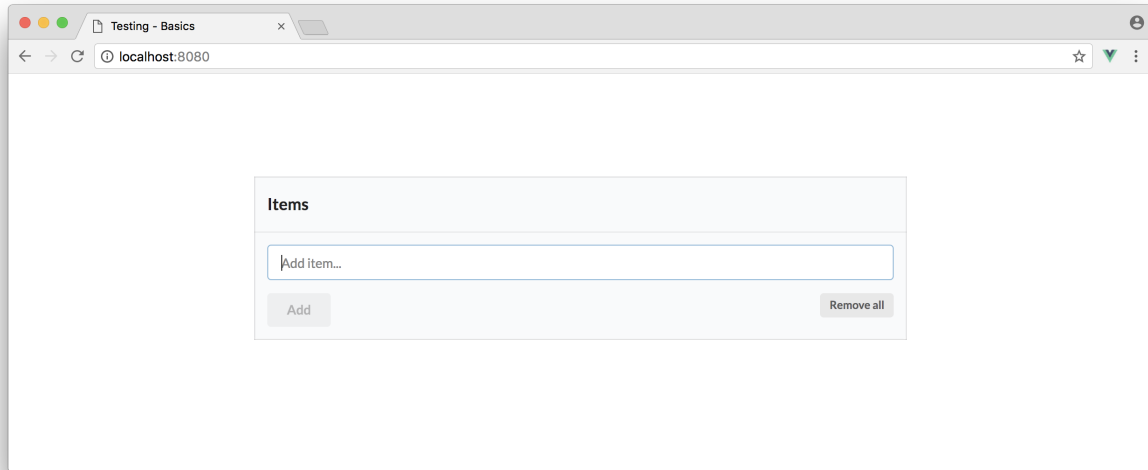 Testing - Basics
localhost:8080
Items
Add item...
Add
Remove all